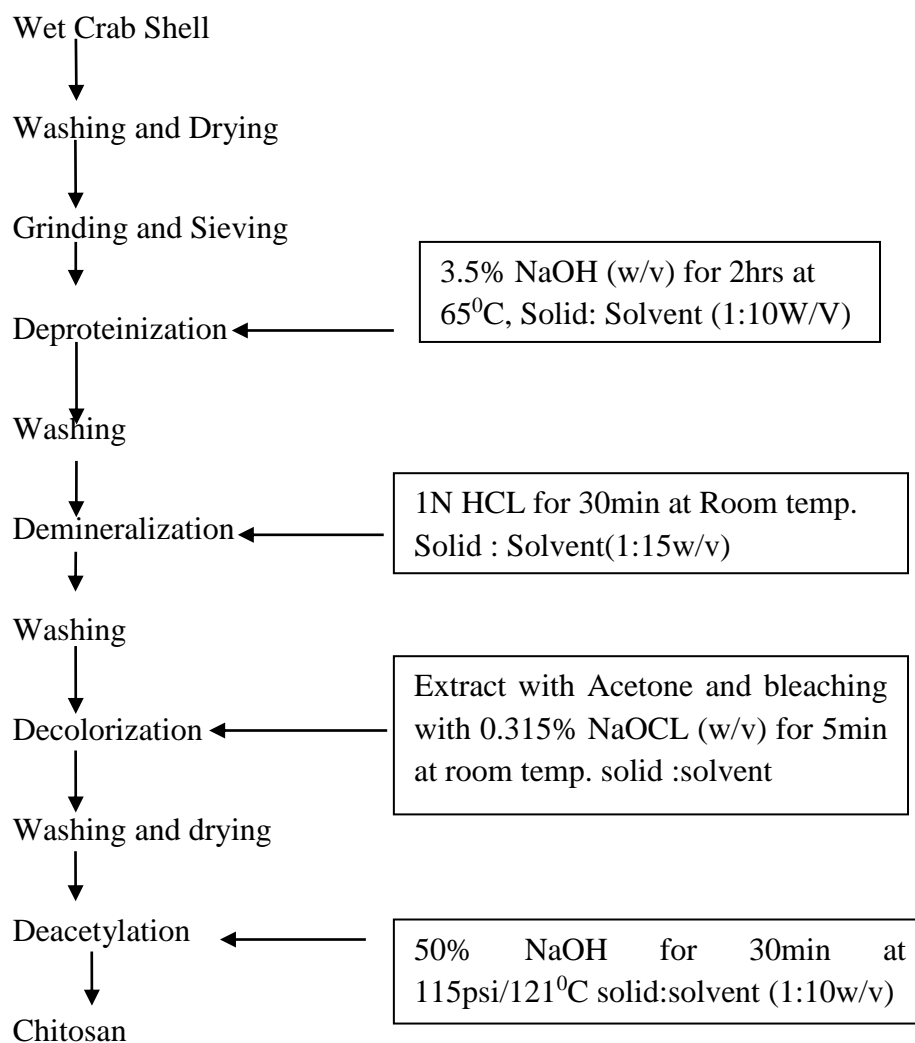 Wet Crab Shell
Washing and Drying
Grinding and Sieving
3.5% NaOH (w/v) for 2hrs at
65⁰C, Solid: Solvent (1:10W/V)
Deproteinization
Washing
1N HCL for 30min at Room temp.
Solid : Solvent(1:15w/v)
Demineralization
Washing
Extract with Acetone and bleaching
with 0.315% NaOCL (w/v) for 5min
at room temp. solid :solvent
Decolorization
Washing and drying
Deacetylation
50% NaOH for 30min at
115psi/121⁰C solid:solvent (1:10w/v)
Chitosan